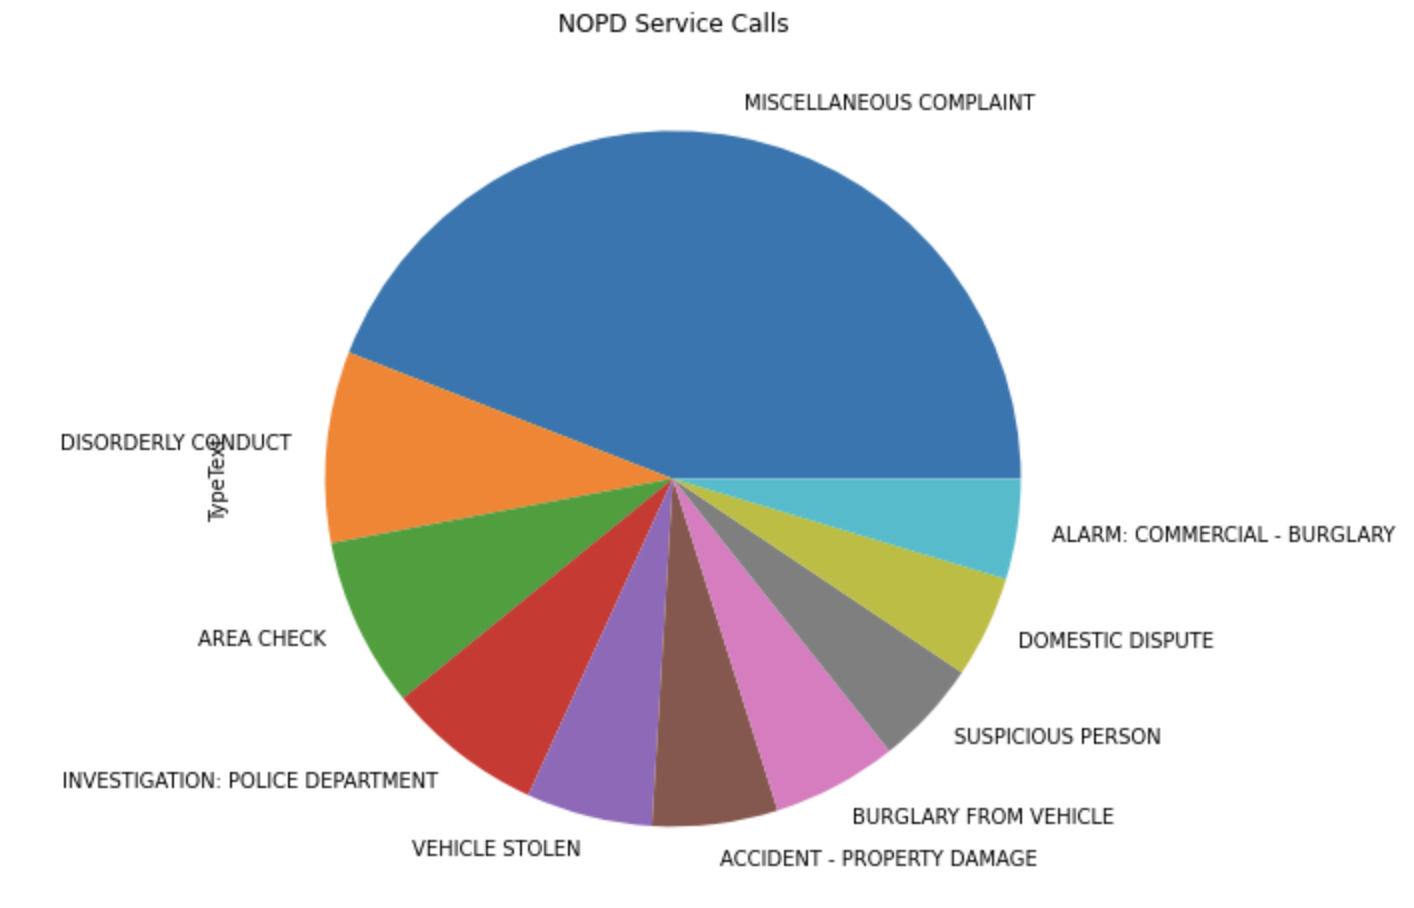 NOPD Service Calls
MISCELLANEOUS COMPLAINT
DISORDERLY CONDUCT
TypeText
AREA CHECK
INVESTIGATION: POLICE DEPARTMENT
VEHICLE STOLEN
ACCIDENT - PROPERTY DAMAGE
BURGLARY FROM VEHICLE
SUSPICIOUS PERSON
DOMESTIC DISPUTE
ALARM: COMMERCIAL - BURGLARY